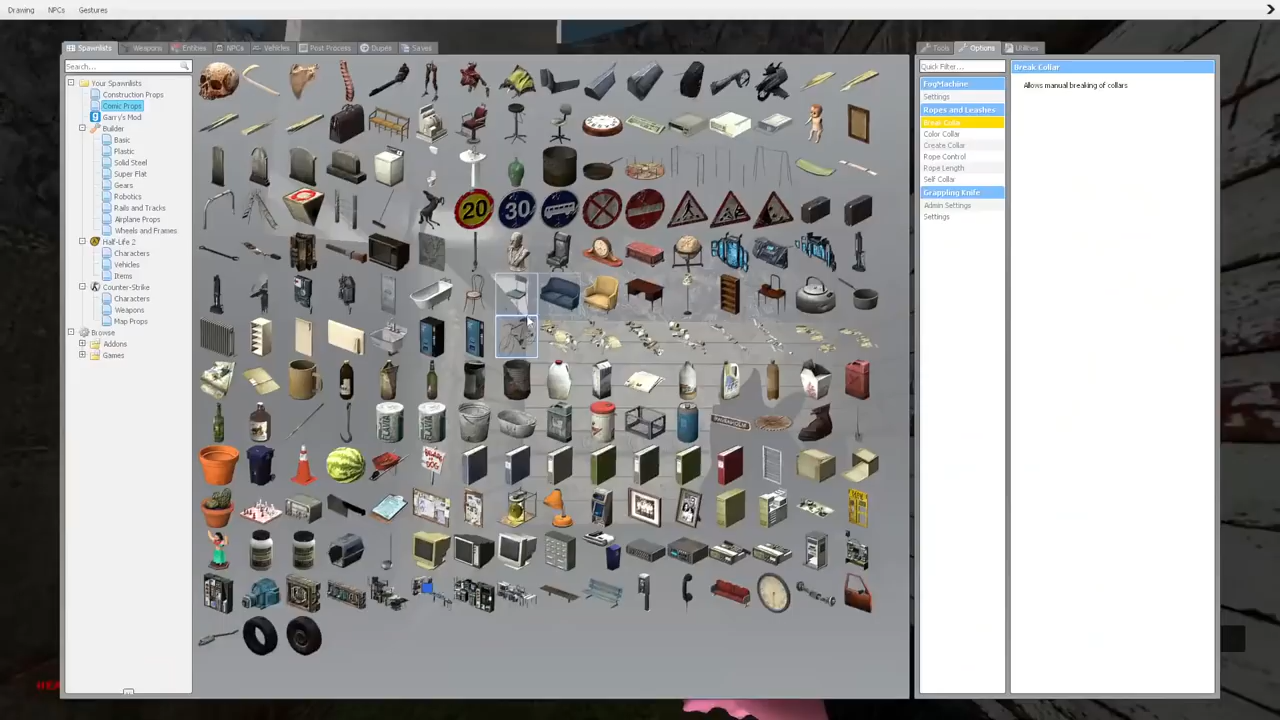 Drawing NPCs Gestures
Spawnlists Weapons Entities NPCs Vehicles Post Process Dupes Saves
Search...
Your Spawnlists
Construction Props
Comic Props
Garry's Mod
Builder
Basic
Plastic
Solid Steel
Super Flat
Gears
Robotics
Rails and Tracks
Airplane Props
Wheels and Frames
Half-Life 2
Characters
Vehicles
Items
Counter-Strike
Characters
Weapons
Map Props
Browse
Addons
Games
20
30
RAVENHOLM
Tools Options Utilities
Quick Filter...
FogMachine
Settings
Ropes and Leashes
Break Collar
Color Collar
Create Collar
Rope Control
Rope Length
Self Collar
Grappling Knife
Admin Settings
Settings
Break Collar
Allows manual breaking of collars